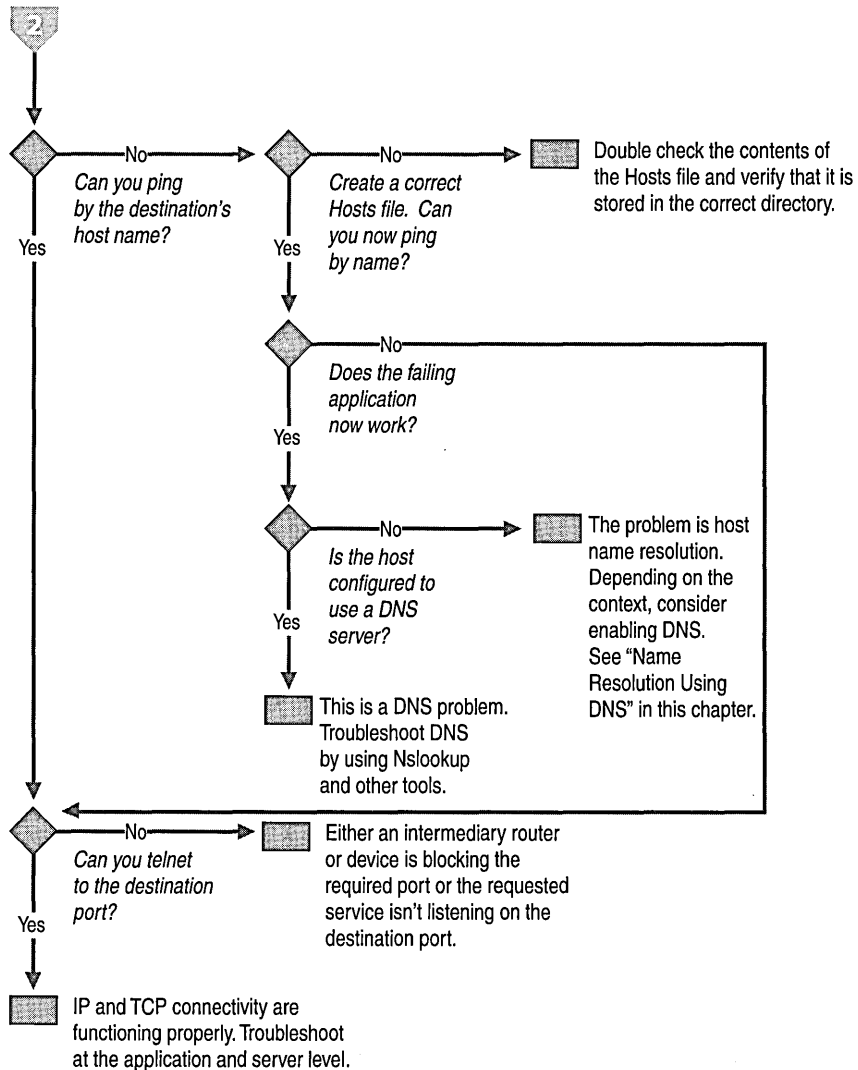 2
No
Can you ping
by the destination's
host name?
Yes
No
Create a correct
Hosts file. Can
you now ping
by name?
Yes
Double check the contents of
the Hosts file and verify that it is
stored in the correct directory.
No
Does the failing
application
now work?
Yes
No
Is the host
configured to
use a DNS
server?
Yes
The problem is host
name resolution.
Depending on the
context, consider
enabling DNS.
See “Name
Resolution Using
DNS” in this chapter.
This is a DNS problem.
Troubleshoot DNS
by using Nslookup
and other tools.
No
Can you telnet
to the destination
port?
Yes
Either an intermediary router
or device is blocking the
required port or the requested
service isn't listening on the
destination port.
IP and TCP connectivity are
functioning properly. Troubleshoot
at the application and server level.